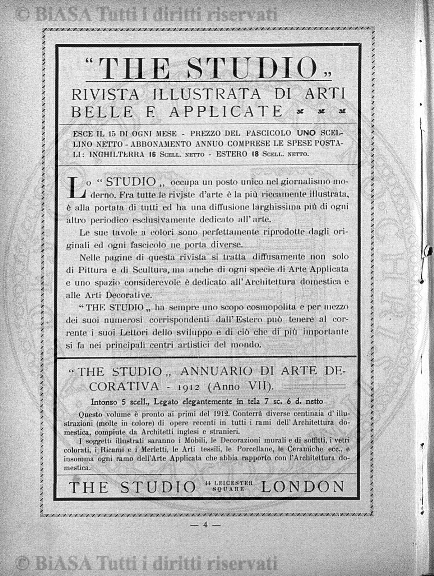 © BiASA Tutti i diritti riservati
“THE STUDIO„
RIVISTA ILLUSTRATA DI ARTI
BELLE E APPLICATE
ESCE IL 15 DI OGNI MESE - PREZZO DEL FASCICOLO UNO SCEL-
LINO NETTO - ABBONAMENTO ANNUO COMPRESE LE SPESE POSTA-
LI: INGHILTERRA 16 SCELL. NETTO - ESTERO 18 SCELL. NETTO.
Lo “STUDIO„ occupa un posto unico nel giornalismo mo-
derno. Fra tutte le riviste d'arte è la più riccamente illustrata,
è alla portata di tutti ed ha una diffusione larghissima più di ogni
altro periodico esclusivamente dedicato all'arte.
Le sue tavole a colori sono perfettamente riprodotte dagli ori-
ginali ed ogni fascicolo ne porta diverse.
Nelle pagine di questa rivista si tratta diffusamente non solo
di Pittura e di Scultura, ma anche di ogni specie di Arte Applicata
e uno spazio considerevole è dedicato all'Architettura domestica e
alle Arti Decorative.
“THE STUDIO„ ha sempre uno scopo cosmopolita e per mezzo
dei suoi numerosi corrispondenti dall'Estero può tenere al cor-
rente i suoi Lettori dello sviluppo e di ciò che di più importante
si fa nei principali centri artistici del mondo.
“THE STUDIO„ ANNUARIO DI ARTE DE-
CORATIVA - 1912 (Anno VII).
Intonso 5 scell., Legato elegantemente in tela 7 sc. 6 d. netto
Questo volume è pronto ai primi del 1912. Conterrà diverse centinaia d'illu-
strazioni (molte in colore) di opere recenti in tutti i rami dell'Architettura do-
mestica, compiute da Architetti inglesi e stranieri.
I soggetti illustrati saranno i Mobili, le Decorazioni murali e di soffitti, i vetri
colorati, i Ricami e i Merletti, le Arti tessili, le Porcellane, le Ceramiche ecc., e
insomma ogni ramo dell'Arte Applicata che abbia rapporto con l'Architettura do-
mestica.
THE STUDIO 44 LEICESTER SQUARE LONDON
— 4 —
© BiASA Tutti i diritti riservati